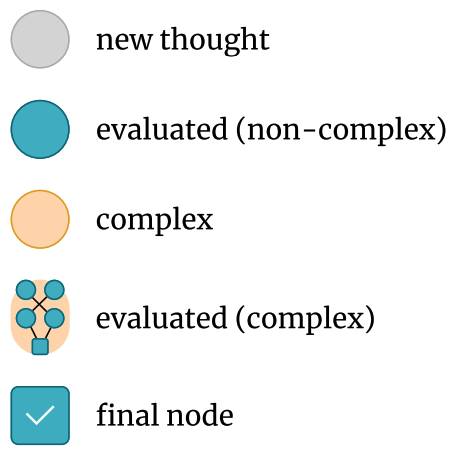 new thought
evaluated (non-complex)
complex
evaluated (complex)
final node